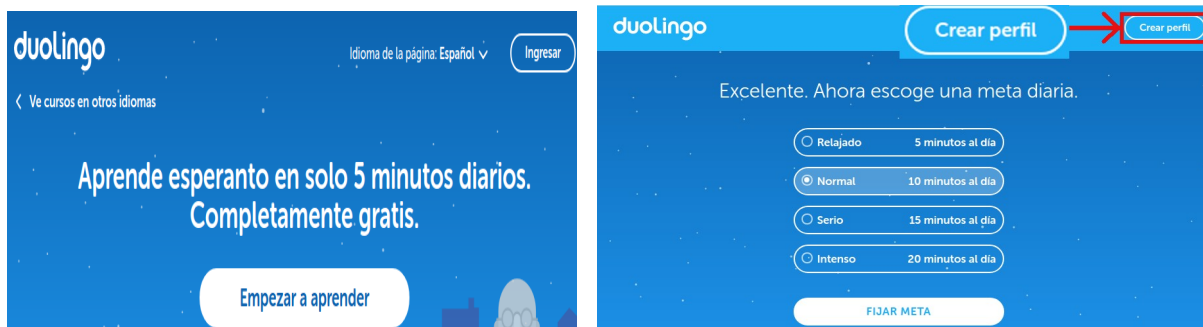 duolingo
Idioma de la página: Español
Ingresar
Ve cursos en otros idiomas
Aprende esperanto en solo 5 minutos diarios.
Completamente gratis.
Empezar a aprender
duolingo
Crear perfil
Crear perfil
Excelente. Ahora escoge una meta diaria.
Relajado 5 minutos al día
Normal 10 minutos al día
Serio 15 minutos al día
Intenso 20 minutos al día
FIJAR META